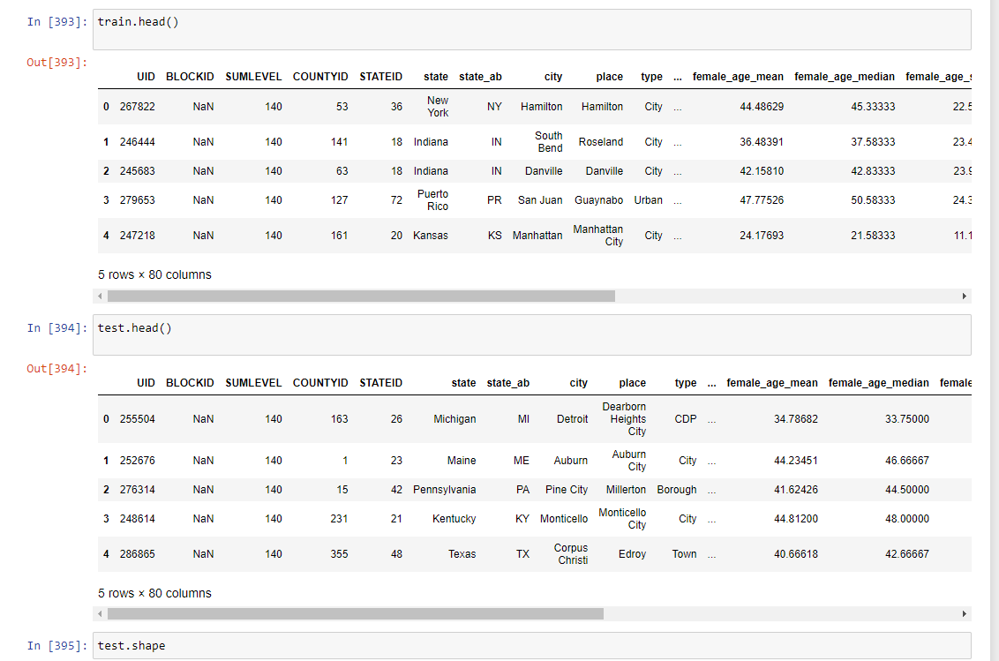 In [393]: train.head()
Out[393]:
UID BLOCKID SUMLEVEL COUNTYID STATEID state state_ab city place type ... female_age_mean female_age_median female_age_s
0 267822 NaN 140 53 36 New York NY Hamilton Hamilton City ... 44.48629 45.33333 22.5
1 246444 NaN 140 141 18 Indiana IN South Bend Roseland City ... 36.48391 37.58333 23.4
2 245683 NaN 140 63 18 Indiana IN Danville Danville City ... 42.15810 42.83333 23.9
3 279653 NaN 140 127 72 Puerto Rico PR San Juan Guaynabo Urban ... 47.77526 50.58333 24.3
4 247218 NaN 140 161 20 Kansas KS Manhattan Manhattan City City ... 24.17693 21.58333 11.1
5 rows × 80 columns
In [394]: test.head()
Out[394]:
UID BLOCKID SUMLEVEL COUNTYID STATEID state state_ab city place type ... female_age_mean female_age_median female
0 255504 NaN 140 163 26 Michigan MI Detroit Dearborn Heights City CDP ... 34.78682 33.75000
1 252676 NaN 140 1 23 Maine ME Auburn Auburn City City ... 44.23451 46.66667
2 276314 NaN 140 15 42 Pennsylvania PA Pine City Millerton Borough ... 41.62426 44.50000
3 248614 NaN 140 231 21 Kentucky KY Monticello Monticello City City ... 44.81200 48.00000
4 286865 NaN 140 355 48 Texas TX Corpus Christi Edroy Town ... 40.66618 42.66667
5 rows × 80 columns
In [395]: test.shape